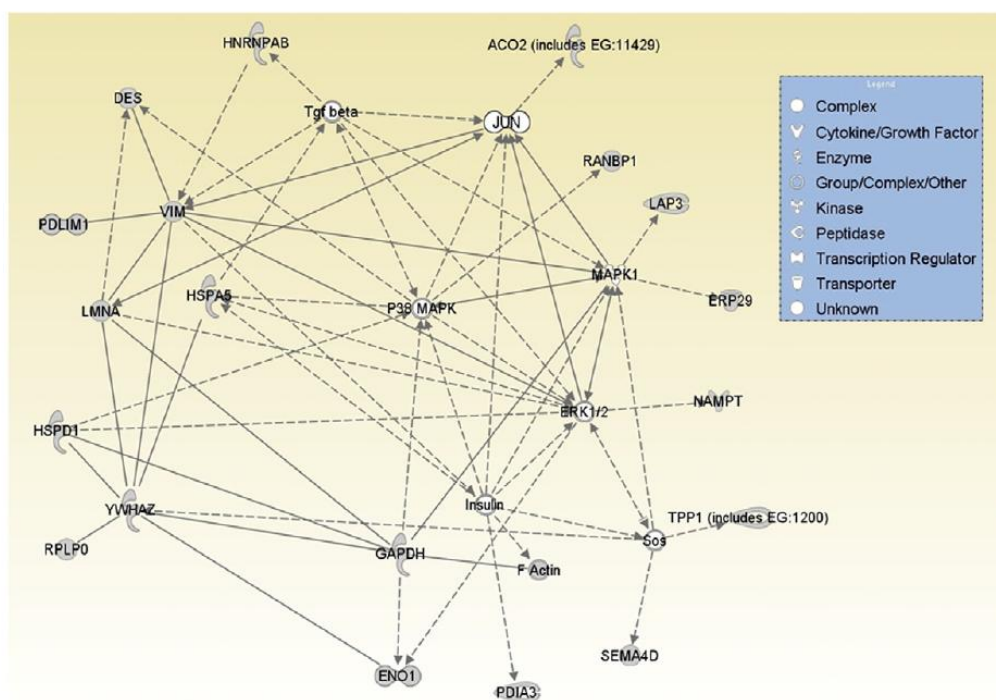 HNRNPAB
ACO2 (includes EG:11429)
DES
Tgf beta
JUN
RANBP1
LAP3
VIM
PDLIM1
MAPK1
HSPA5
LMNA
P38 MAPK
ERP29
ERK1/2
NAMPT
HSPD1
Insulin
YWHAZ
TPP1 (includes EG:1200)
Sos
RPLP0
GAPDH
F Actin
SEMA4D
ENO1
PDIA3
Legend
Complex
Cytokine/Growth Factor
Enzyme
Group/Complex/Other
Kinase
Peptidase
Transcription Regulator
Transporter
Unknown